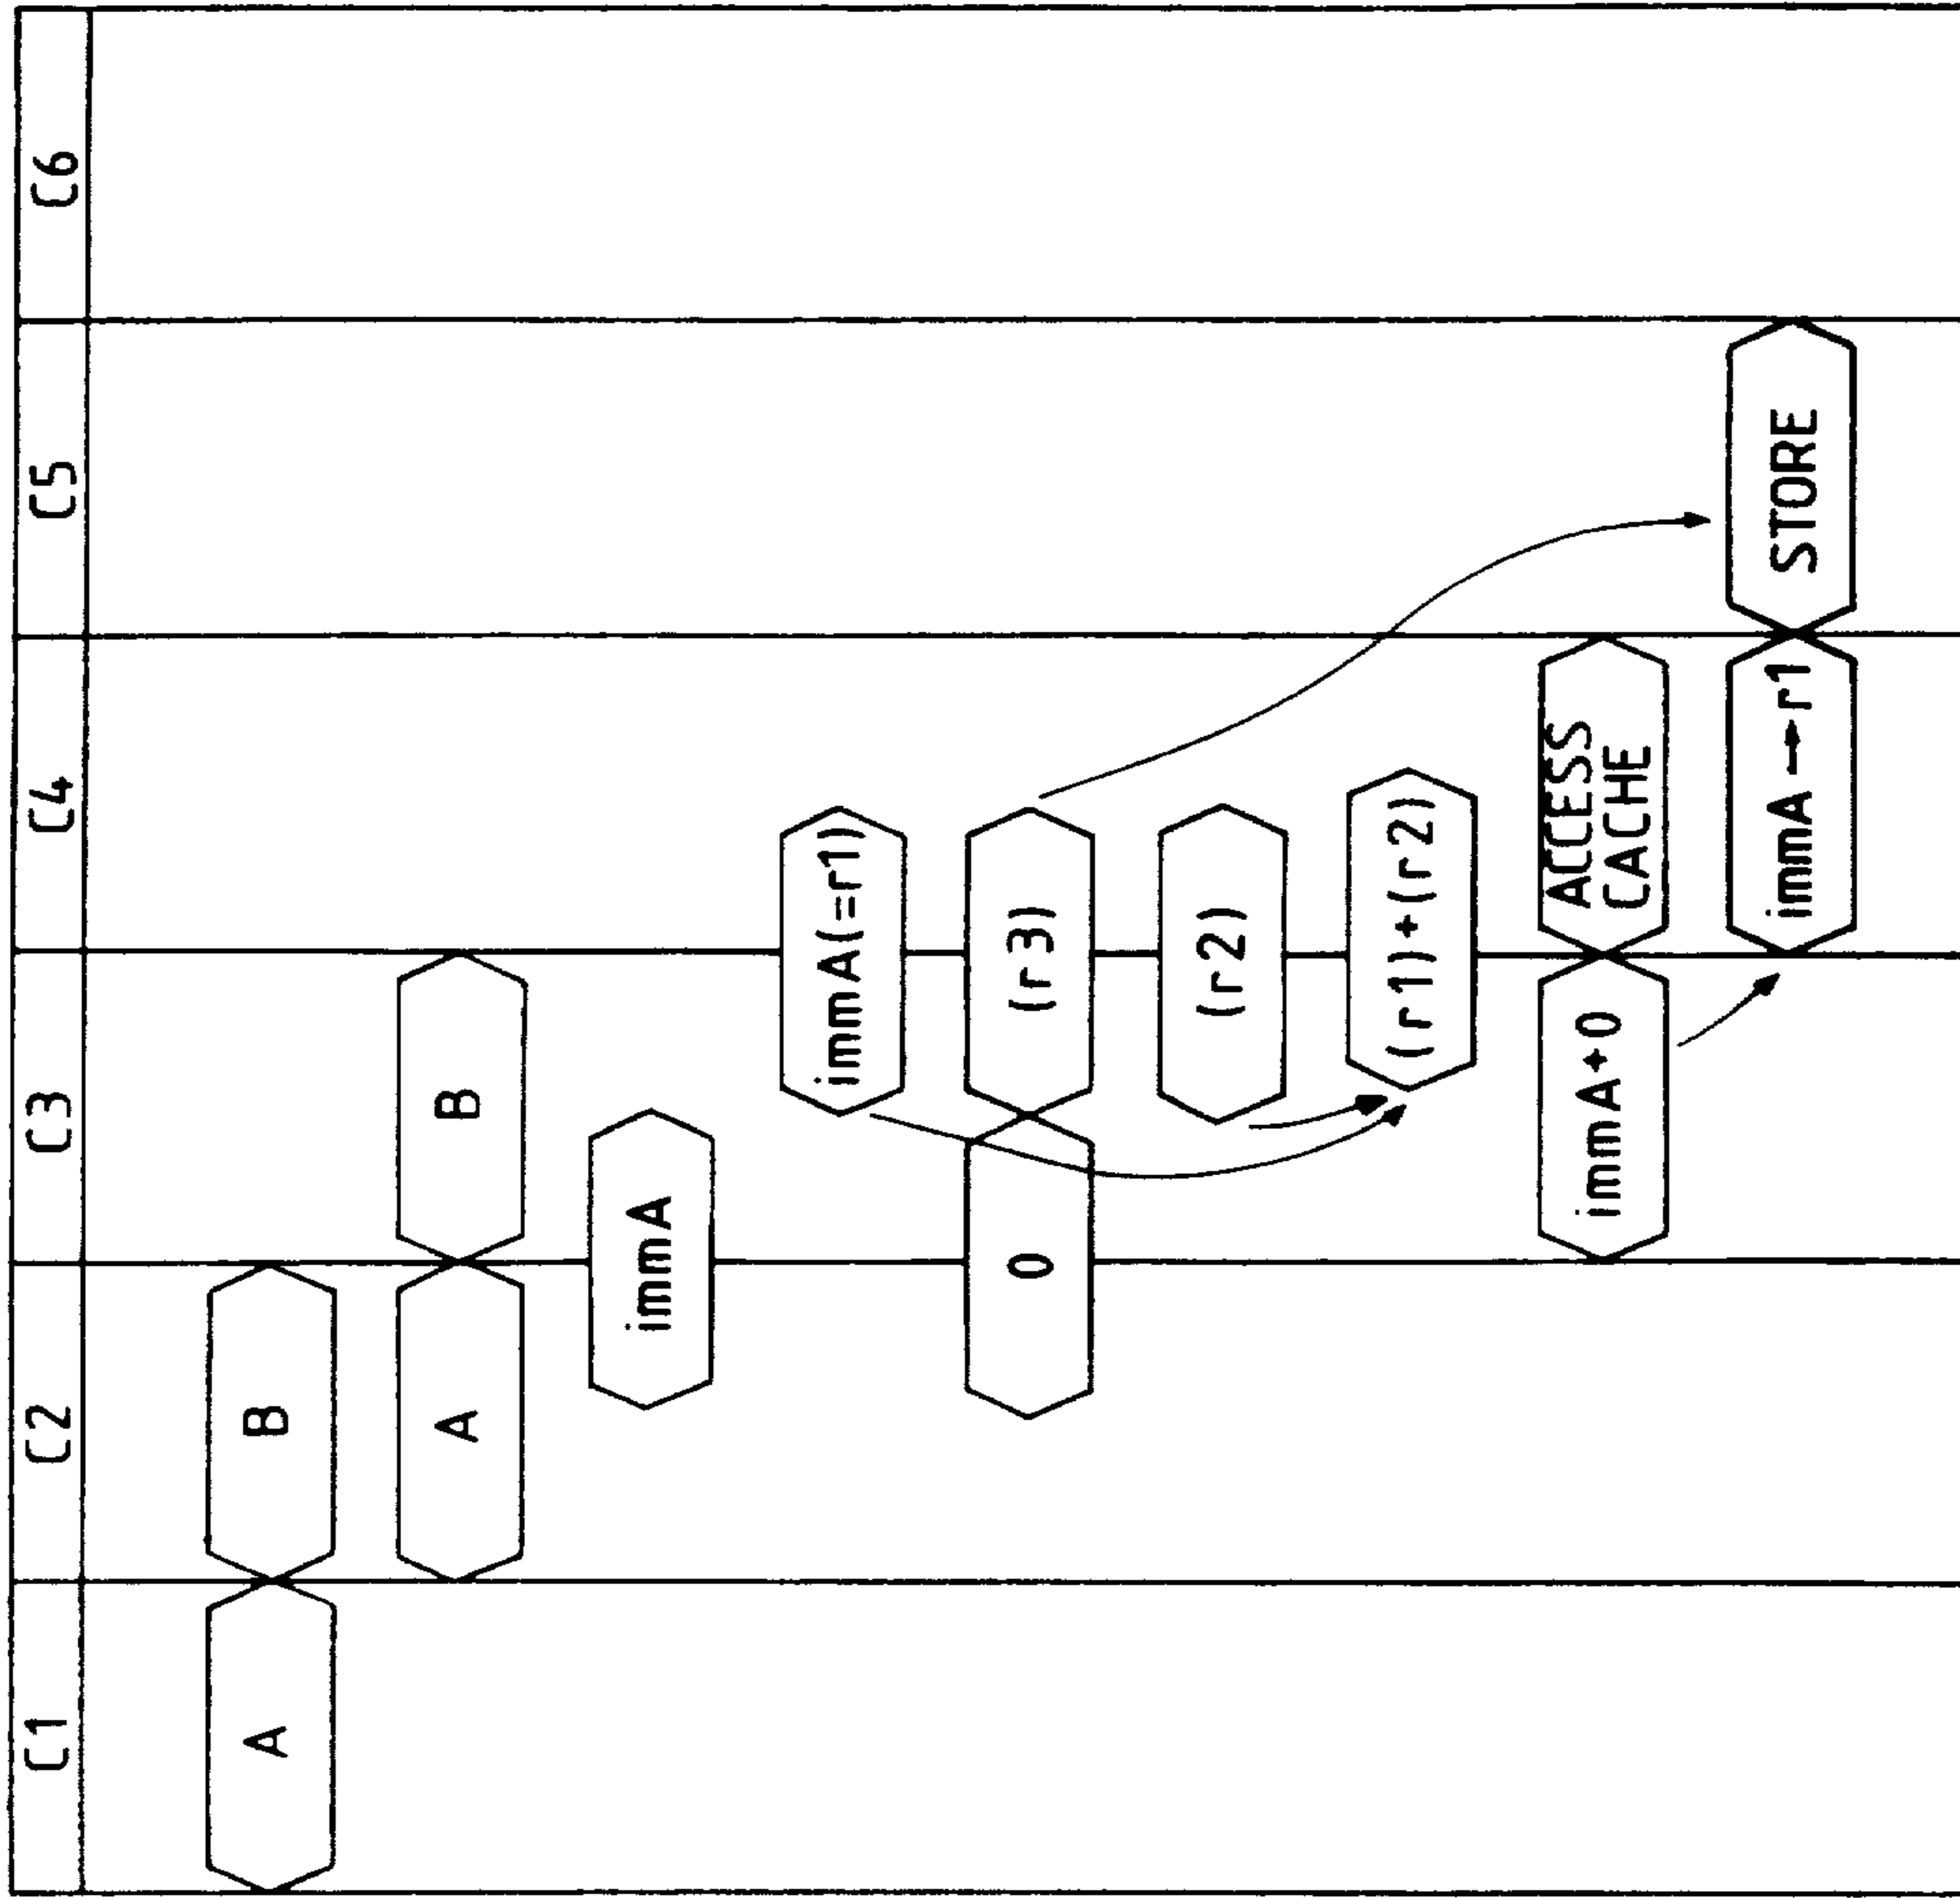 C1 C2 C3 C4 C5 C6
A B
A B
immA
immA(=r1)
0 (r3)
(r2)
(r1)+(r2)
immA+0 ACCESS CACHE
immA→r1 STORE